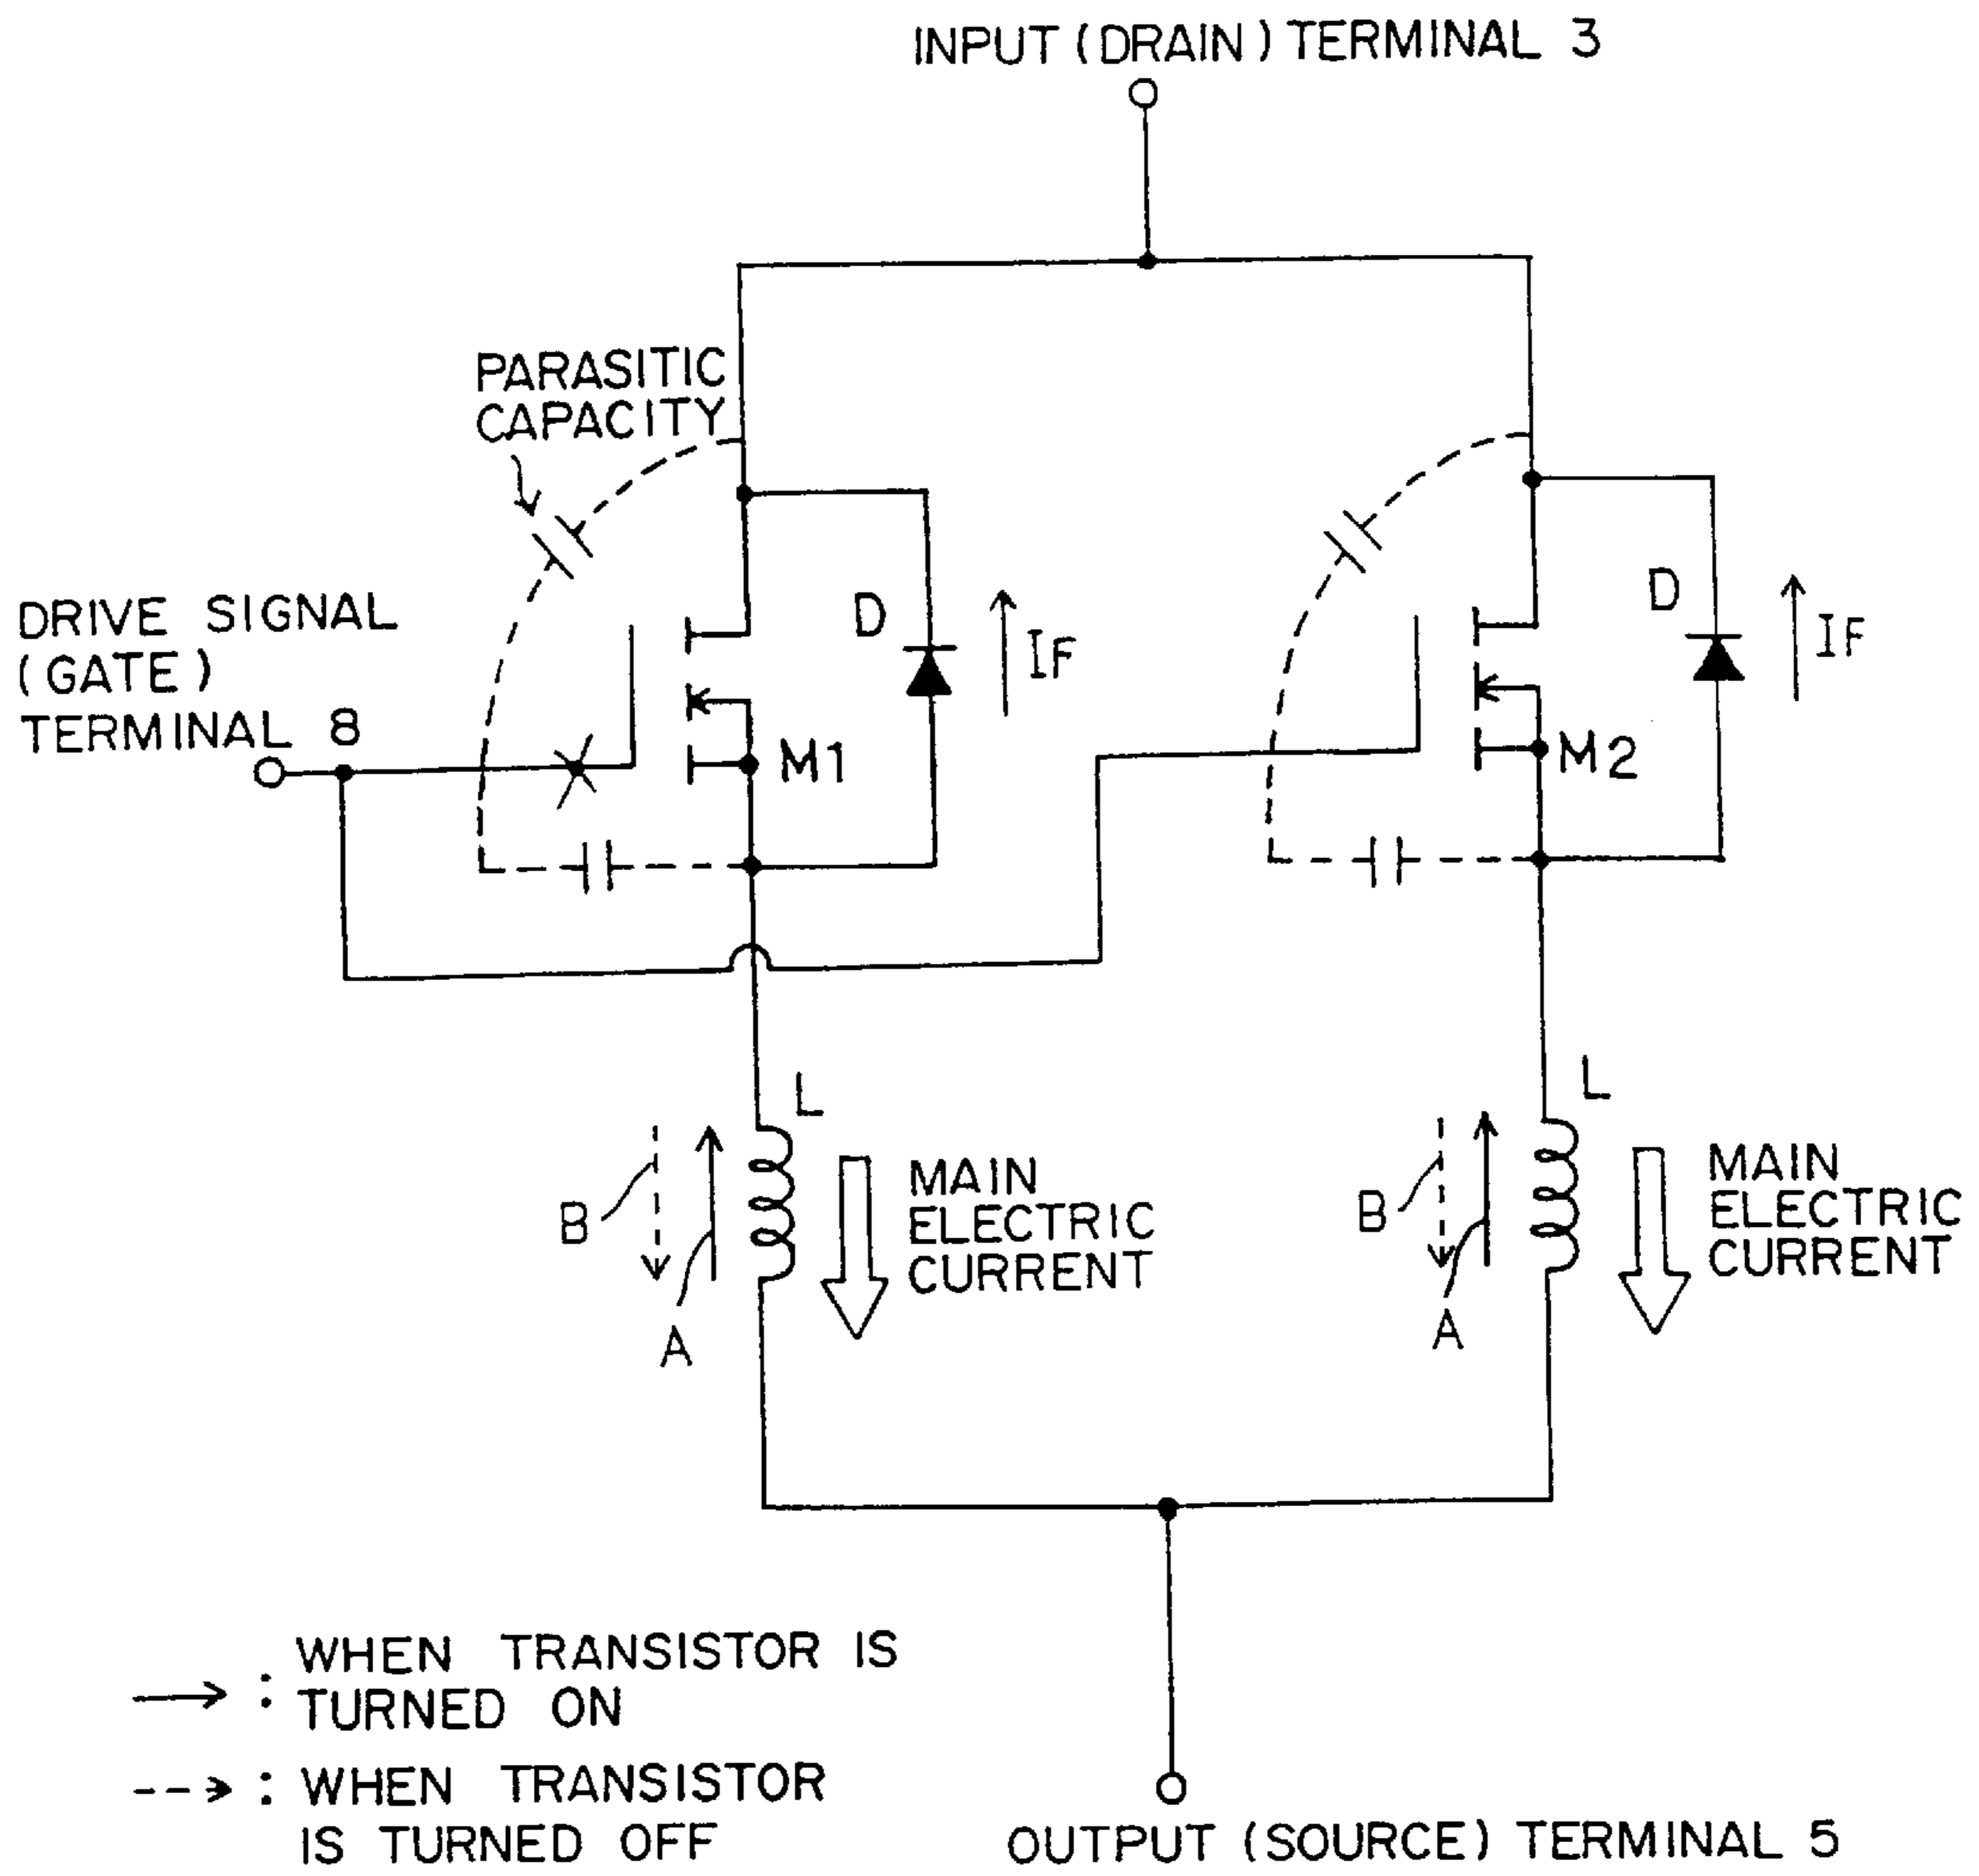 INPUT (DRAIN) TERMINAL 3
PARASITIC
CAPACITY
DRIVE SIGNAL
(GATE)
TERMINAL 8
D
IF
M1
D
IF
M2
L
B
A
MAIN
ELECTRIC
CURRENT
L
B
A
MAIN
ELECTRIC
CURRENT
: WHEN TRANSISTOR IS
TURNED ON
: WHEN TRANSISTOR
IS TURNED OFF
OUTPUT (SOURCE) TERMINAL 5